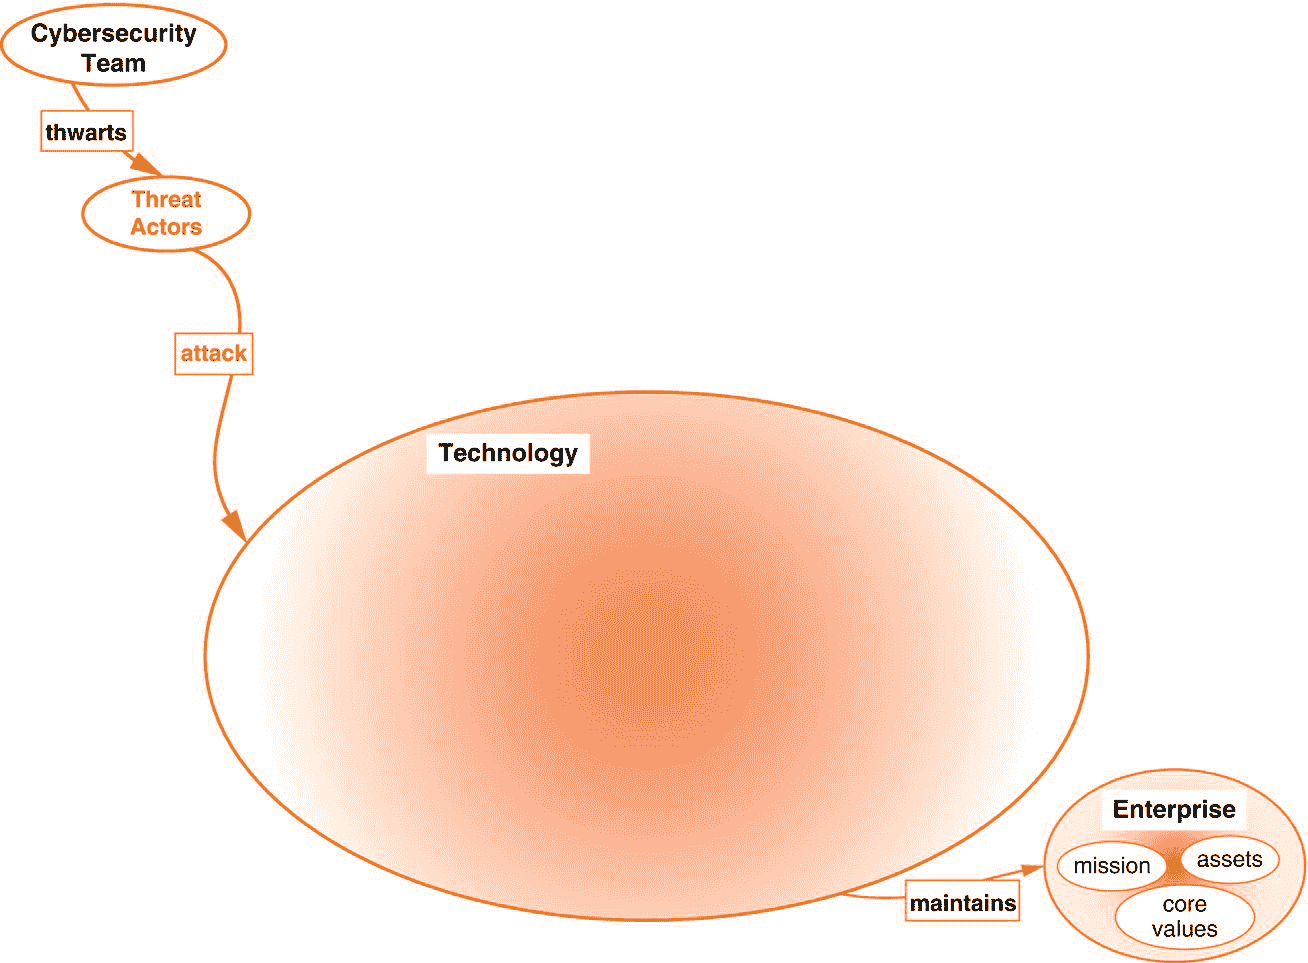 Cybersecurity
Team
thwarts
Threat
Actors
attack
Technology
Enterprise
mission
assets
core
values
maintains